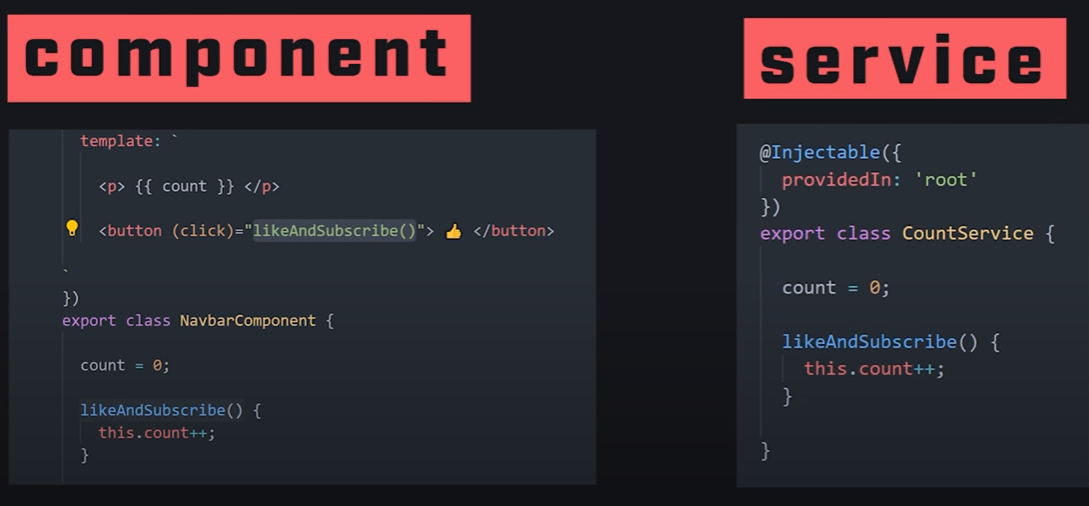 component
template: `
<p> {{ count }} </p>
<button (click)="likeAndSubscribe()"> 👍 </button>
`
})
export class NavbarComponent {
count = 0;
likeAndSubscribe() {
this.count++;
}
service
@Injectable({
providedIn: 'root'
})
export class CountService {
count = 0;
likeAndSubscribe() {
this.count++;
}
}